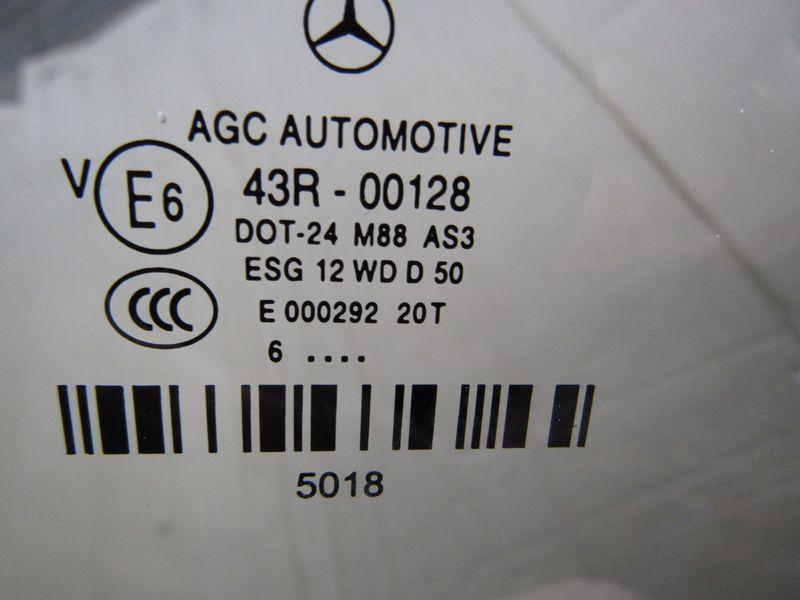 AGC AUTOMOTIVE
V E6 43R - 00128
DOT-24 M88 AS3
ESG 12 WD D 50
CCC
E 000292 20T
6 ....
5018